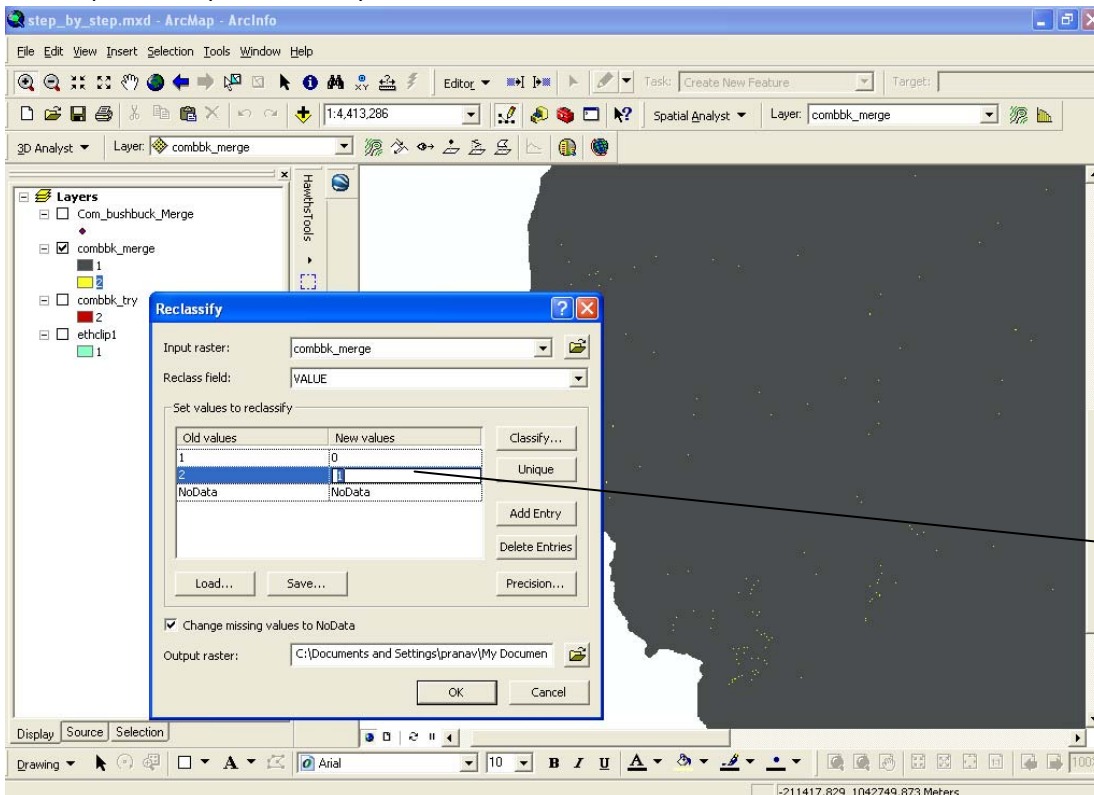 step_by_step.mxd - ArcMap - ArcInfo
File Edit View Insert Selection Tools Window Help
Editor Task: Create New Feature Target:
1:4,413,286 Spatial Analyst Layer: combbk_merge
3D Analyst Layer: combbk_merge
HawthsTools
Layers
Com_bushbuck_Merge
combbk_merge
1
2
combbk_try
2
ethclip1
1
Reclassify
Input raster: combbk_merge
Reclass field: VALUE
Set values to reclassify
Old values New values
1 0
2 1
NoData NoData
Classify...
Unique
Add Entry
Delete Entries
Load... Save... Precision...
Change missing values to NoData
Output raster: C:\Documents and Settings\pranav\My Documen
OK Cancel
Display Source Selection
Drawing A Arial 10 B I U A
-211417.829 1042749.873 Meters